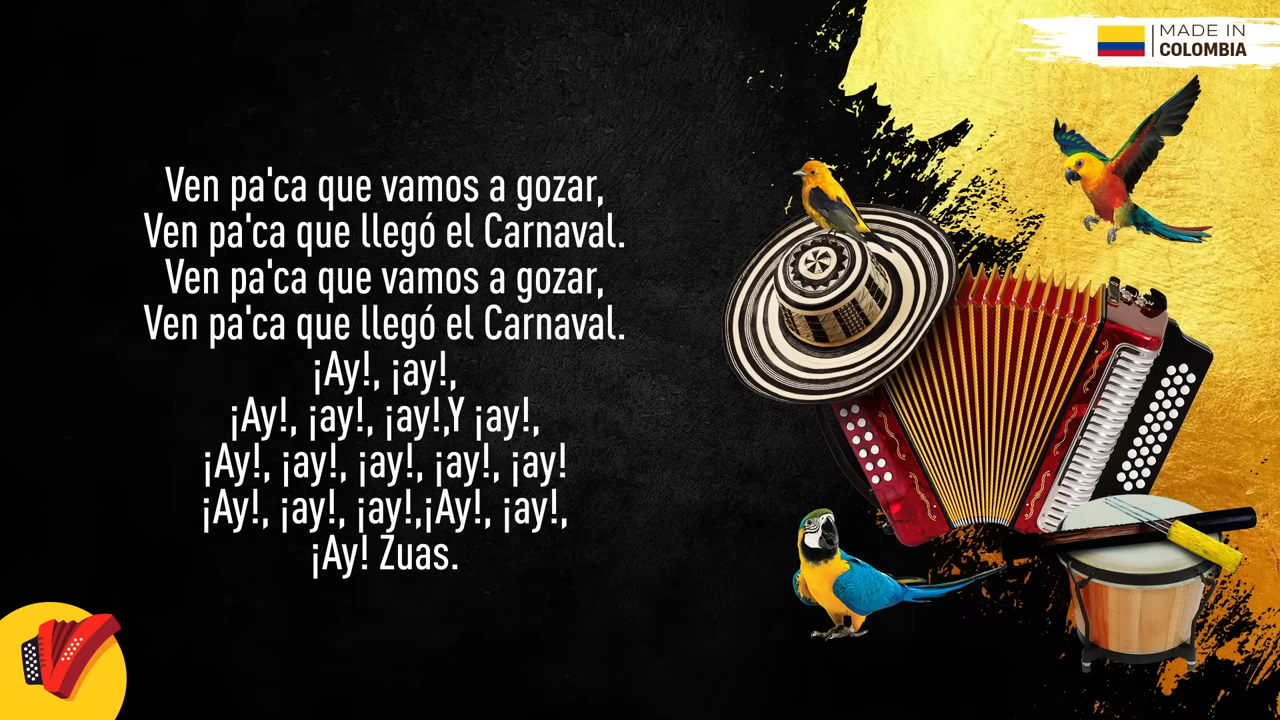 MADE IN
COLOMBIA
Ven pa'ca que vamos a gozar,
Ven pa'ca que llegó el Carnaval.
Ven pa'ca que vamos a gozar,
Ven pa'ca que llegó el Carnaval.
¡Ay!, ¡ay!,
¡Ay!, ¡ay!, ¡ay!,Y ¡ay!,
¡Ay!, ¡ay!, ¡ay!, ¡ay!, ¡ay!
¡Ay!, ¡ay!, ¡ay!,¡Ay!, ¡ay!,
¡Ay! Zuas.